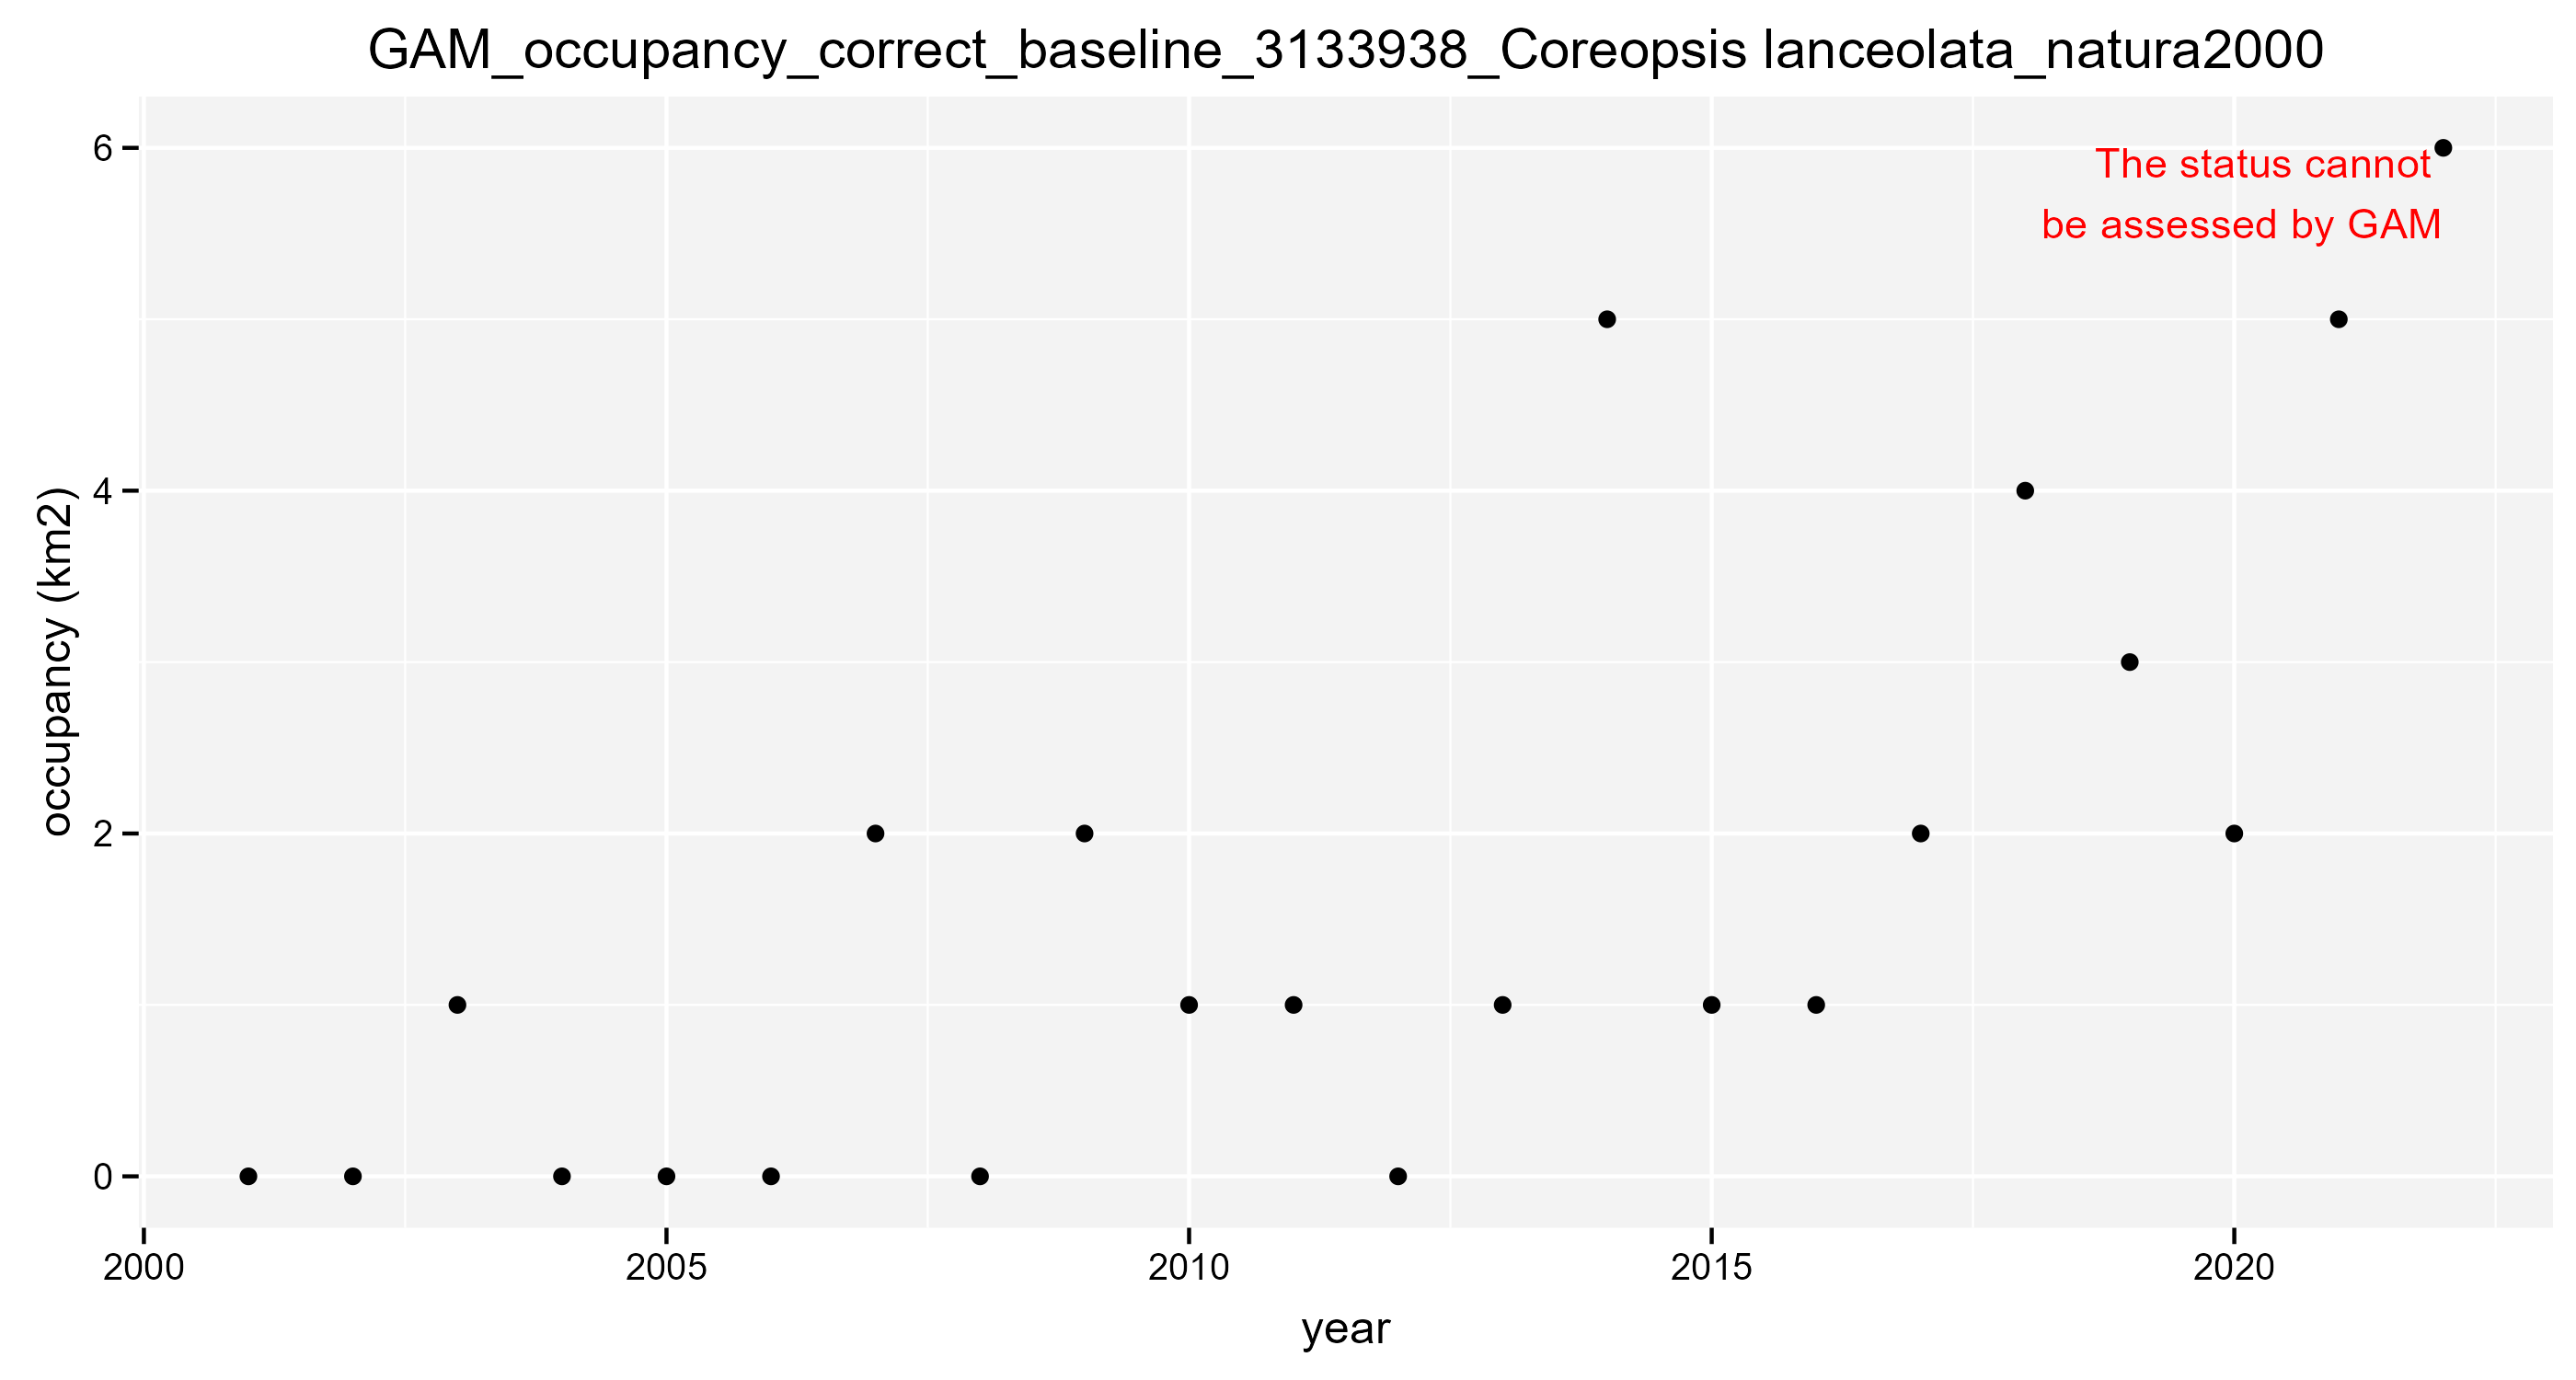 GAM_occupancy_correct_baseline_3133938_Coreopsis lanceolata_natura2000
The status cannot
be assessed by GAM
occupancy (km2)
6
4
2
0
2000 2005 2010 2015 2020
year